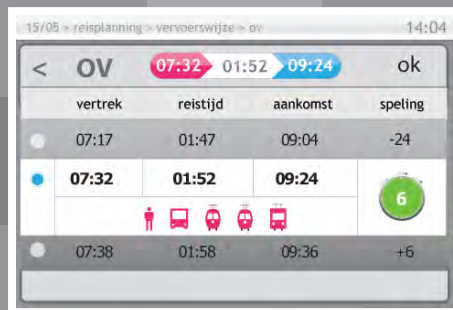 15/05 > reisplanning > vervoerswijze > ov 14:04
< OV 07:32 01:52 09:24 ok
vertrek reistijd aankomst speling
07:17 01:47 09:04 -24
07:32 01:52 09:24 6
07:38 01:58 09:36 +6